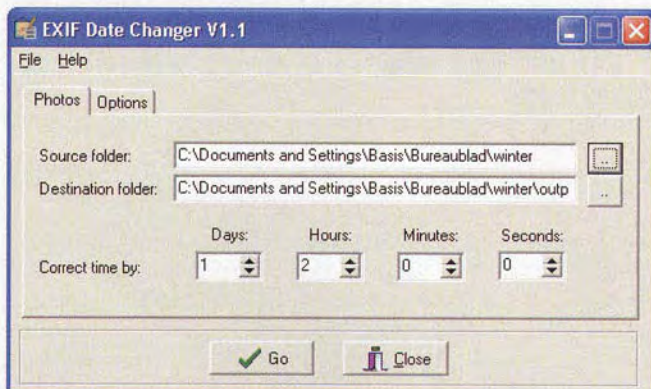 EXIF Date Changer V1.1
File Help
Photos Options
Source folder: C:\Documents and Settings\Basis\Bureaublad\winter ..
Destination folder: C:\Documents and Settings\Basis\Bureaublad\winter\outp ..
Days: Hours: Minutes: Seconds:
Correct time by: 1 2 0 0
Go Close